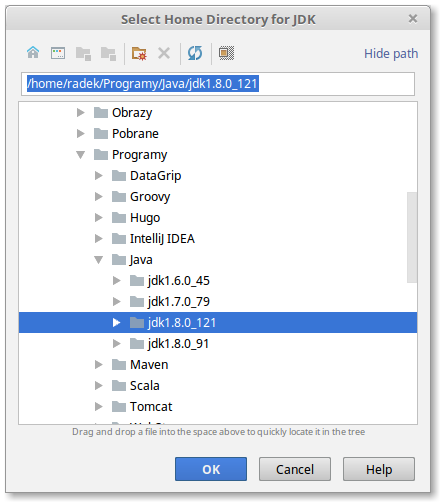 Select Home Directory for JDK
Hide path
/home/radek/Programy/Java/jdk1.8.0_121
Obrazy
Pobrane
Programy
DataGrip
Groovy
Hugo
IntelliJ IDEA
Java
jdk1.6.0_45
jdk1.7.0_79
jdk1.8.0_121
jdk1.8.0_91
Maven
Scala
Tomcat
Drag and drop a file into the space above to quickly locate it in the tree
OK
Cancel
Help